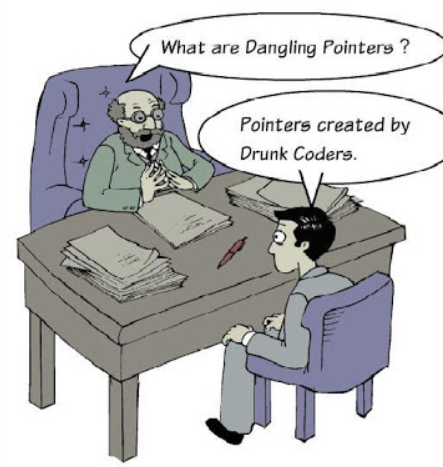 What are Dangling Pointers ?
Pointers created by
Drunk Coders.